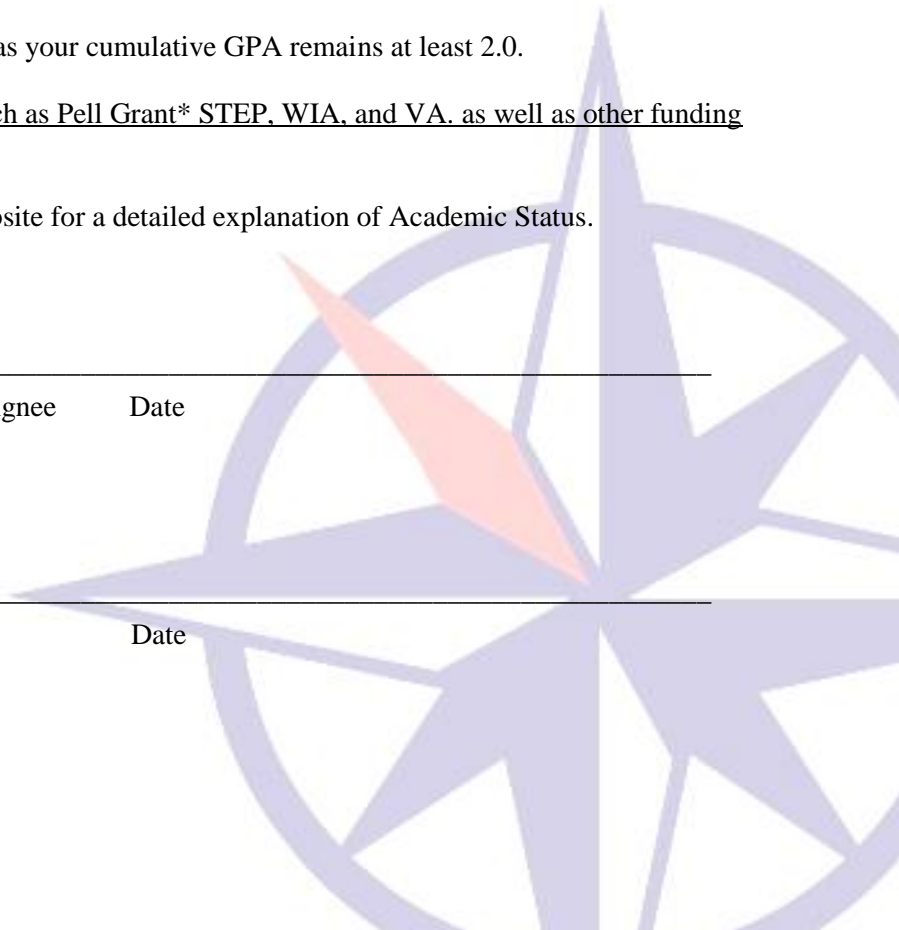 as your cumulative GPA remains at least 2.0.
ch as Pell Grant* STEP, WIA, and VA. as well as other funding
site for a detailed explanation of Academic Status.
gnee Date
Date